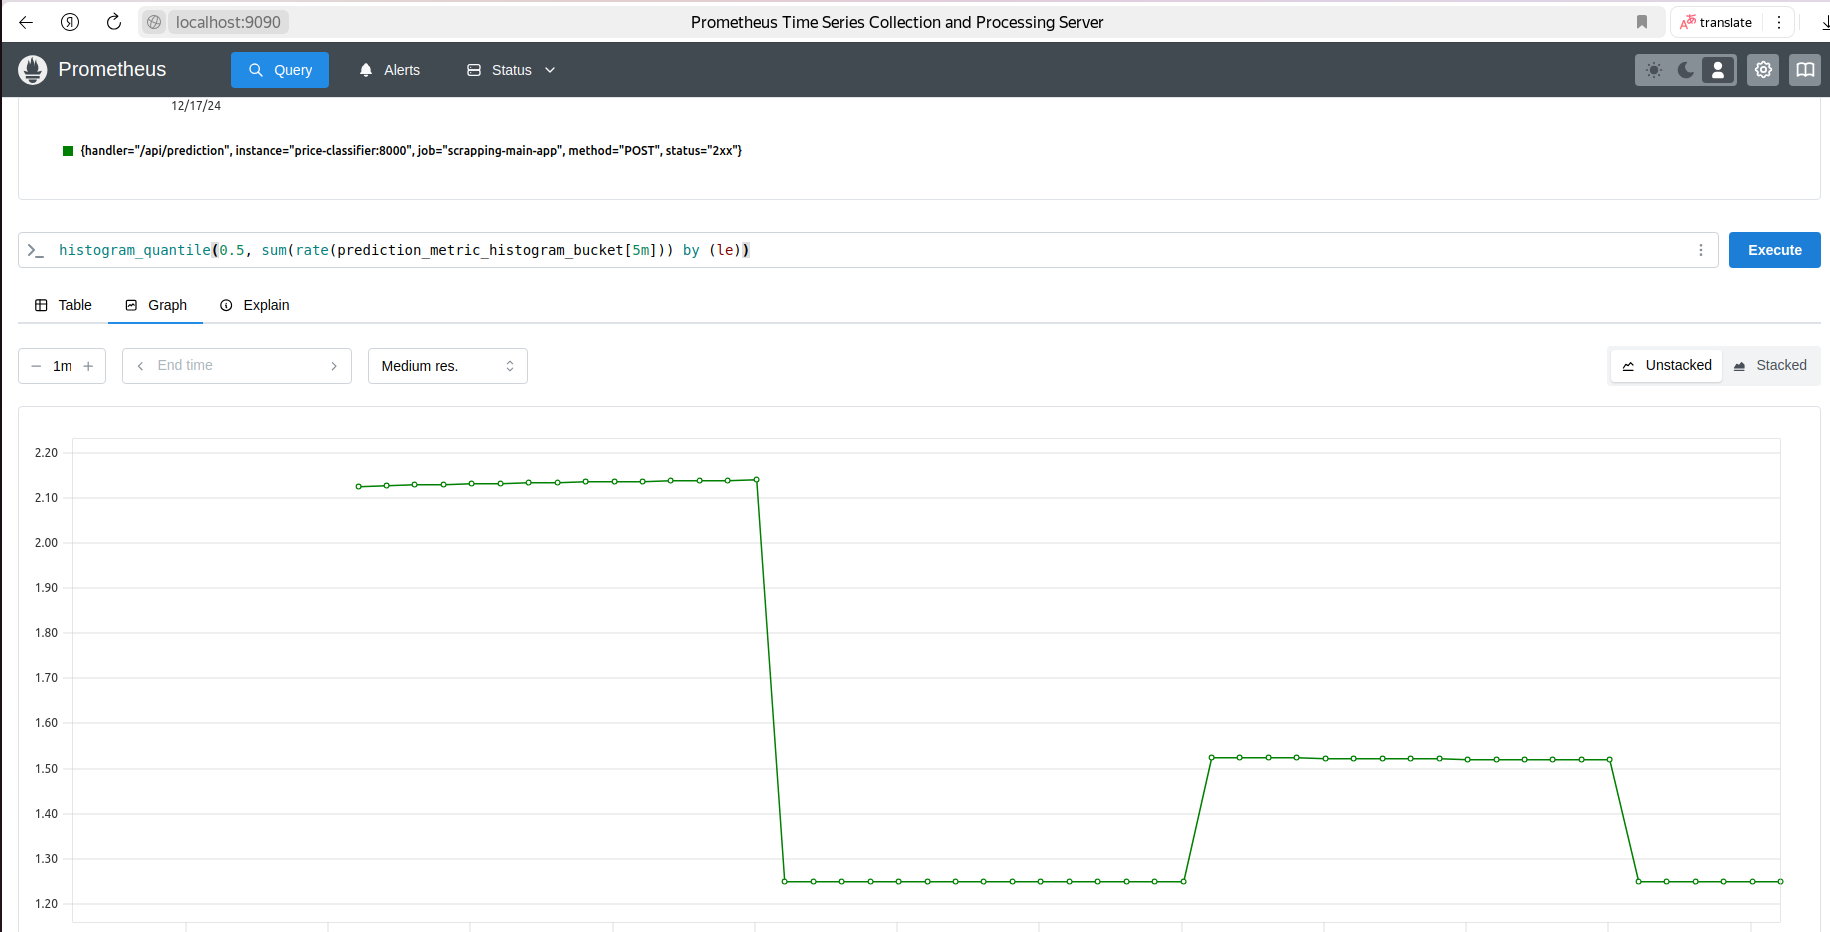 localhost:9090 Prometheus Time Series Collection and Processing Server translate
Prometheus Query Alerts Status
12/17/24
{handler="/api/prediction", instance="price-classifier:8000", job="scrapping-main-app", method="POST", status="2xx"}
>_ histogram_quantile(0.5, sum(rate(prediction_metric_histogram_bucket[5m])) by (le)) Execute
Table Graph Explain
1m End time Medium res. Unstacked Stacked
2.20
2.10
2.00
1.90
1.80
1.70
1.60
1.50
1.40
1.30
1.20